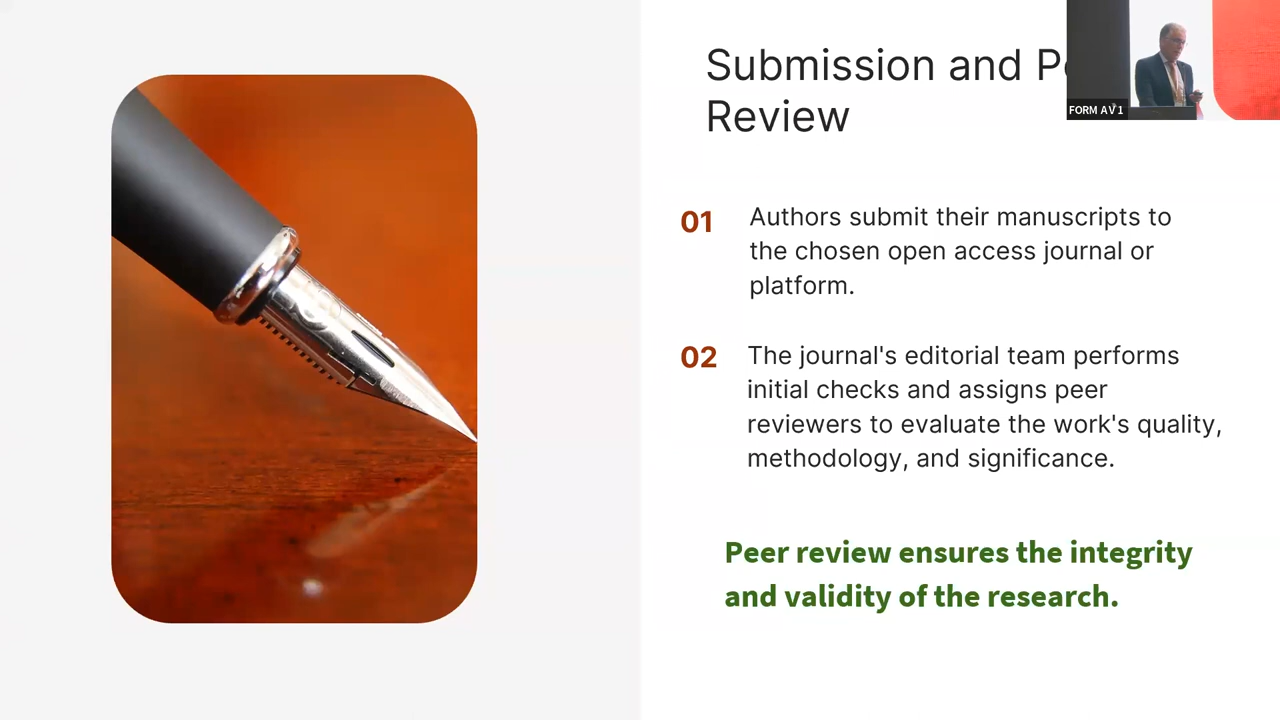 Submission and
Review
FORM AV 1
01
Authors submit their manuscripts to
the chosen open access journal or
platform.
02
The journal's editorial team performs
initial checks and assigns peer
reviewers to evaluate the work's quality,
methodology, and significance.
Peer review ensures the integrity
and validity of the research.